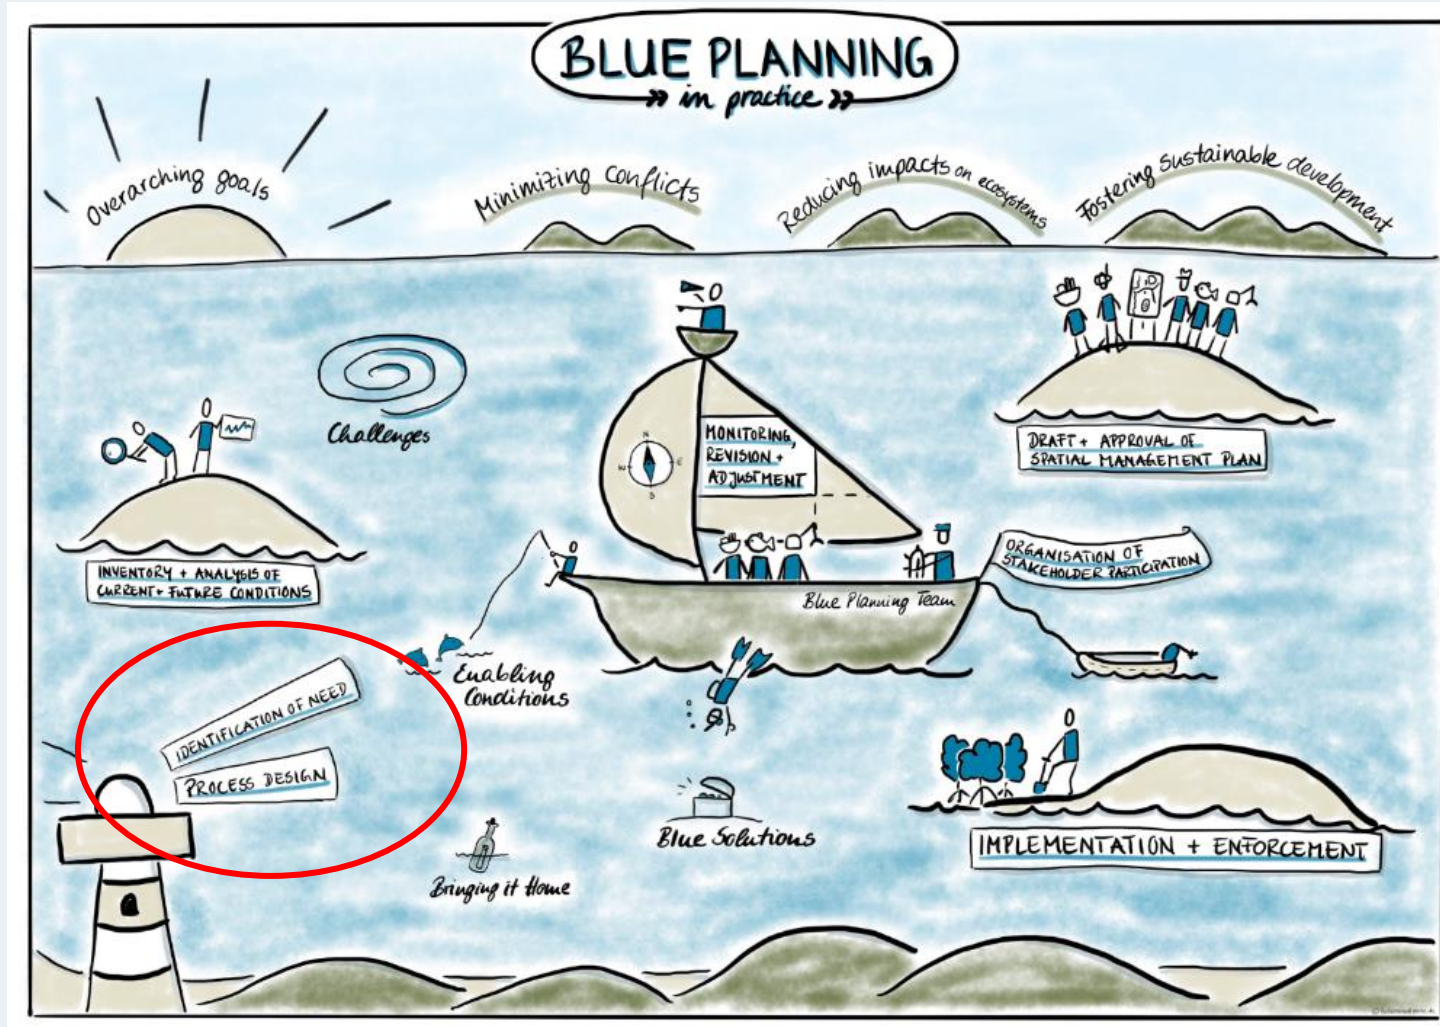 BLUE PLANNING
» in practice »
Overarching goals
Minimizing conflicts
Reducing impacts on ecosystems
Fostering sustainable development
Challenges
N
W
E
S
MONITORING,
REVISION +
ADJUSTMENT
DRAFT + APPROVAL OF
SPATIAL MANAGEMENT PLAN
INVENTORY + ANALYSIS OF
CURRENT + FUTURE CONDITIONS
ORGANISATION OF
STAKEHOLDER PARTICIPATION
Blue Planning Team
Enabling
Conditions
IDENTIFICATION OF NEED
PROCESS DESIGN
Blue Solutions
Bringing it Home
IMPLEMENTATION + ENFORCEMENT